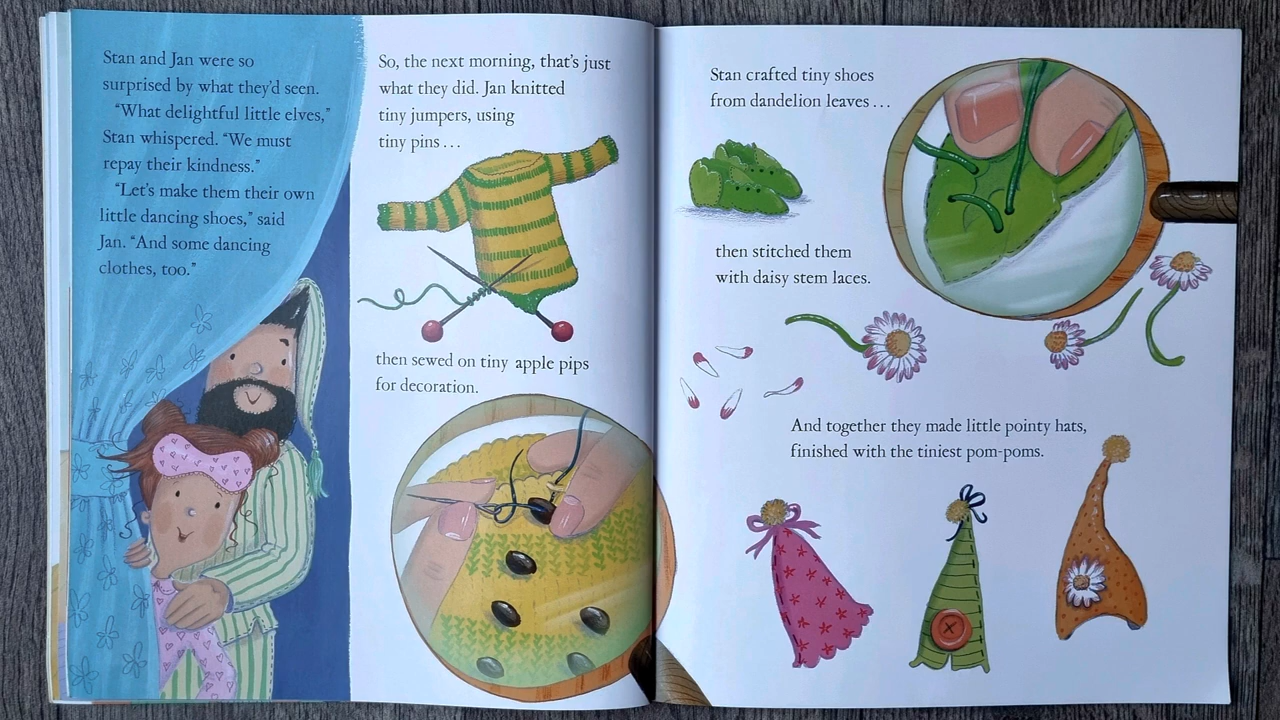 Stan and Jan were so
surprised by what they'd seen.
“What delightful little elves,”
Stan whispered. “We must
repay their kindness.”
“Let's make them their own
little dancing shoes,” said
Jan. “And some dancing
clothes, too.”
So, the next morning, that's just
what they did. Jan knitted
tiny jumpers, using
tiny pins ...
then sewed on tiny apple pips
for decoration.
Stan crafted tiny shoes
from dandelion leaves ...
then stitched them
with daisy stem laces.
And together they made little pointy hats,
finished with the tiniest pom-poms.